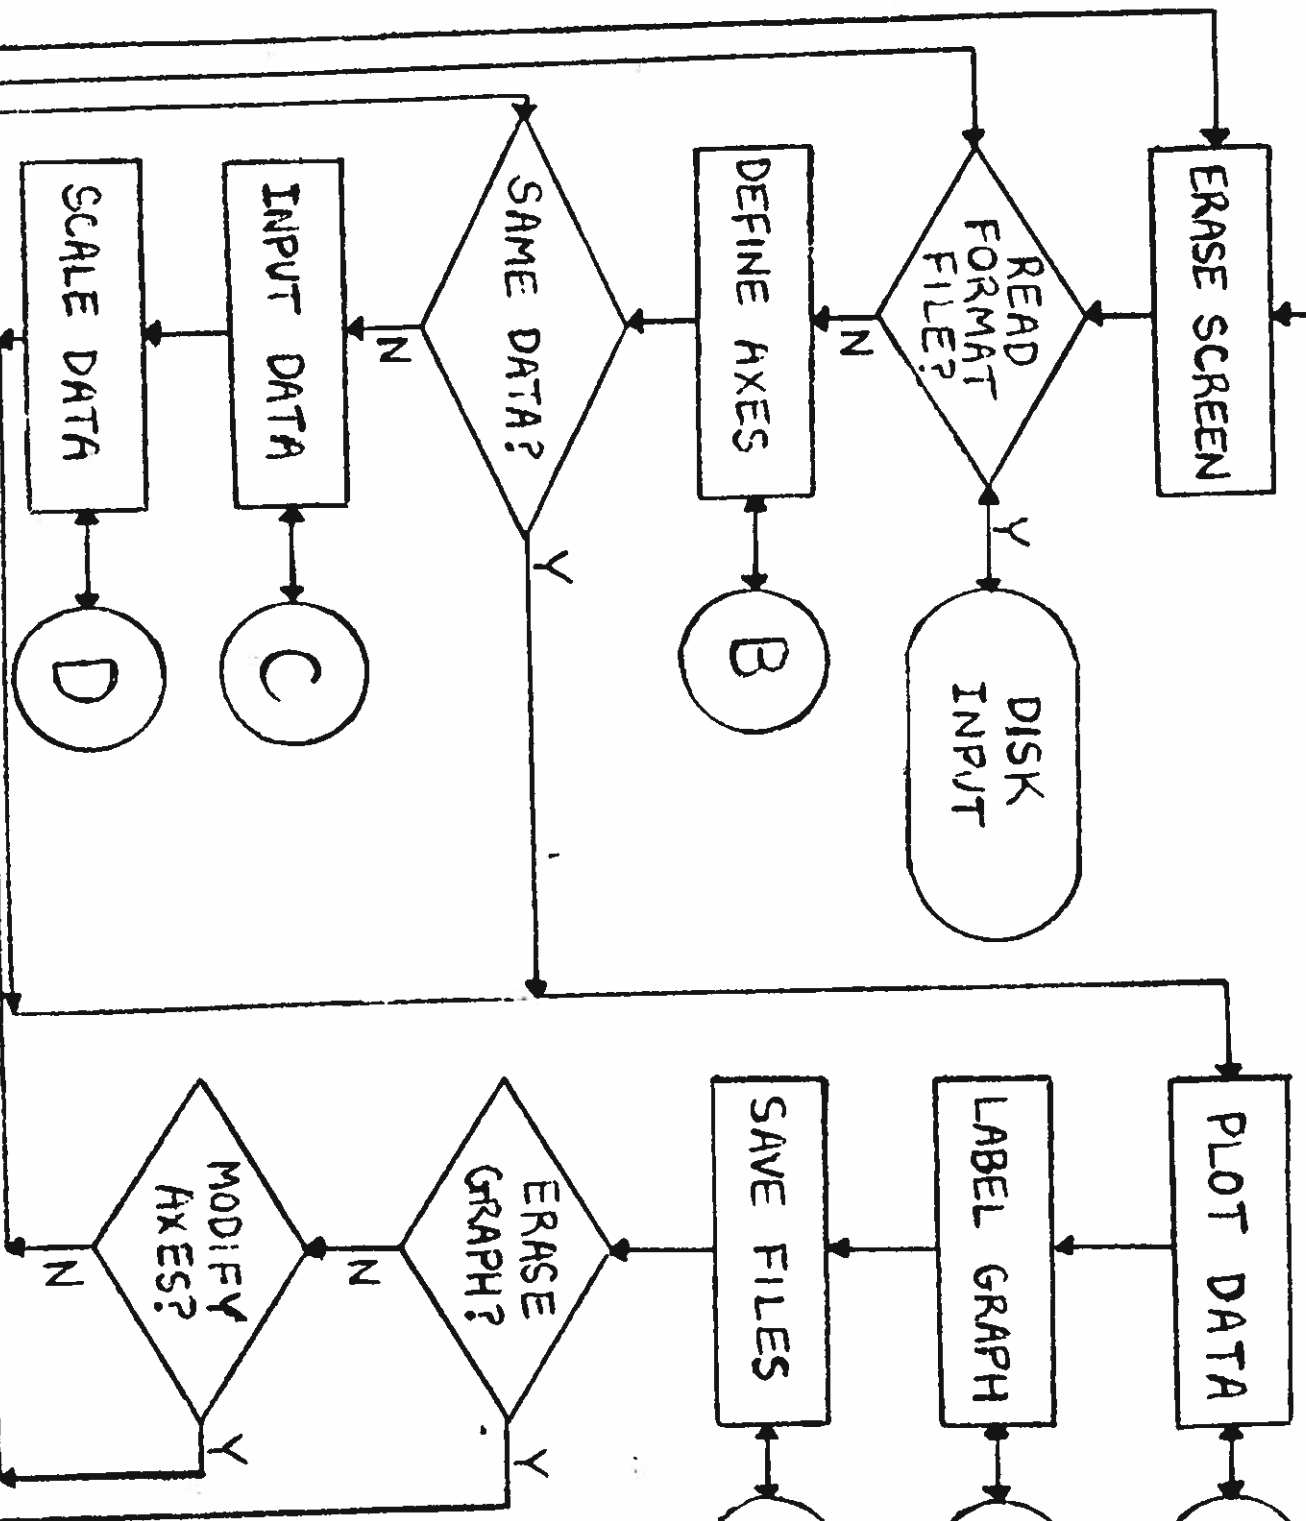 ERASE SCREEN
READ
FORMAT
FILE?
Y
DISK
INPUT
N
DEFINE AXES
B
SAME DATA?
Y
N
INPUT DATA
C
SCALE DATA
D
PLOT DATA
LABEL GRAPH
SAVE FILES
ERASE
GRAPH?
Y
N
MODIFY
AXES?
Y
N